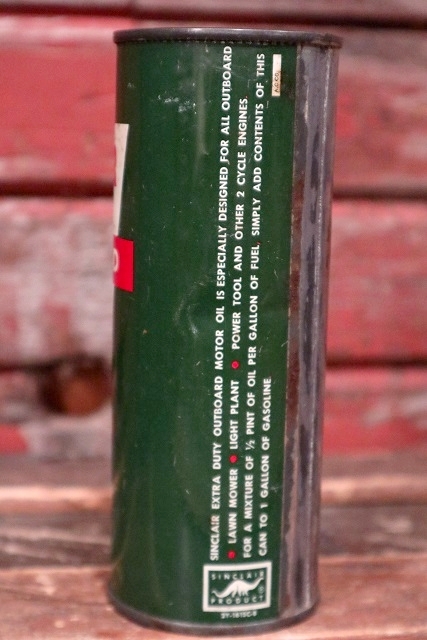 SINCLAIR EXTRA DUTY OUTBOARD MOTOR OIL IS ESPECIALLY DESIGNED FOR ALL OUTBOARD
• LAWN MOWER • LIGHT PLANT • POWER TOOL AND OTHER 2 CYCLE ENGINES
FOR A MIXTURE OF ½ PINT OF OIL PER GALLON OF FUEL, SIMPLY ADD CONTENTS OF THIS
CAN TO 1 GALLON OF GASOLINE
SINCLAIR
PRODUCT